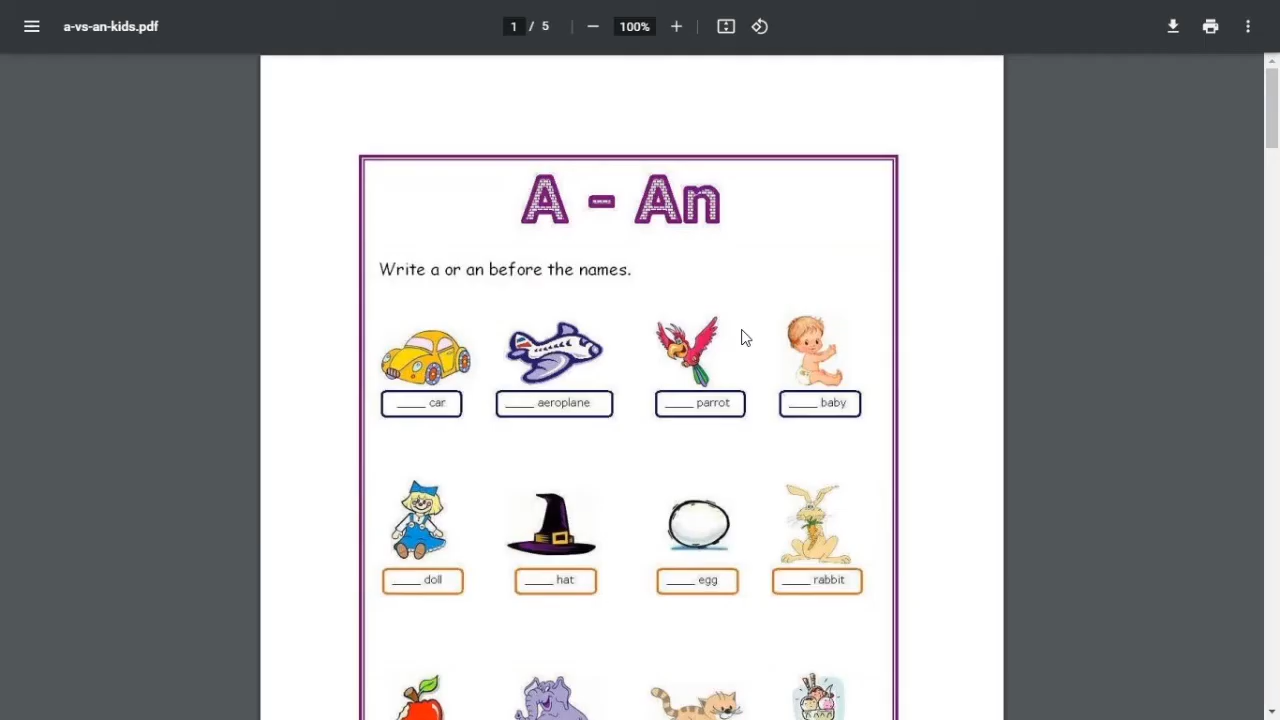 a-vs-an-kids.pdf
1 / 5
100%
A - An
Write a or an before the names.
____ car ____ aeroplane ____ parrot ____ baby
____ doll ____ hat ____ egg ____ rabbit